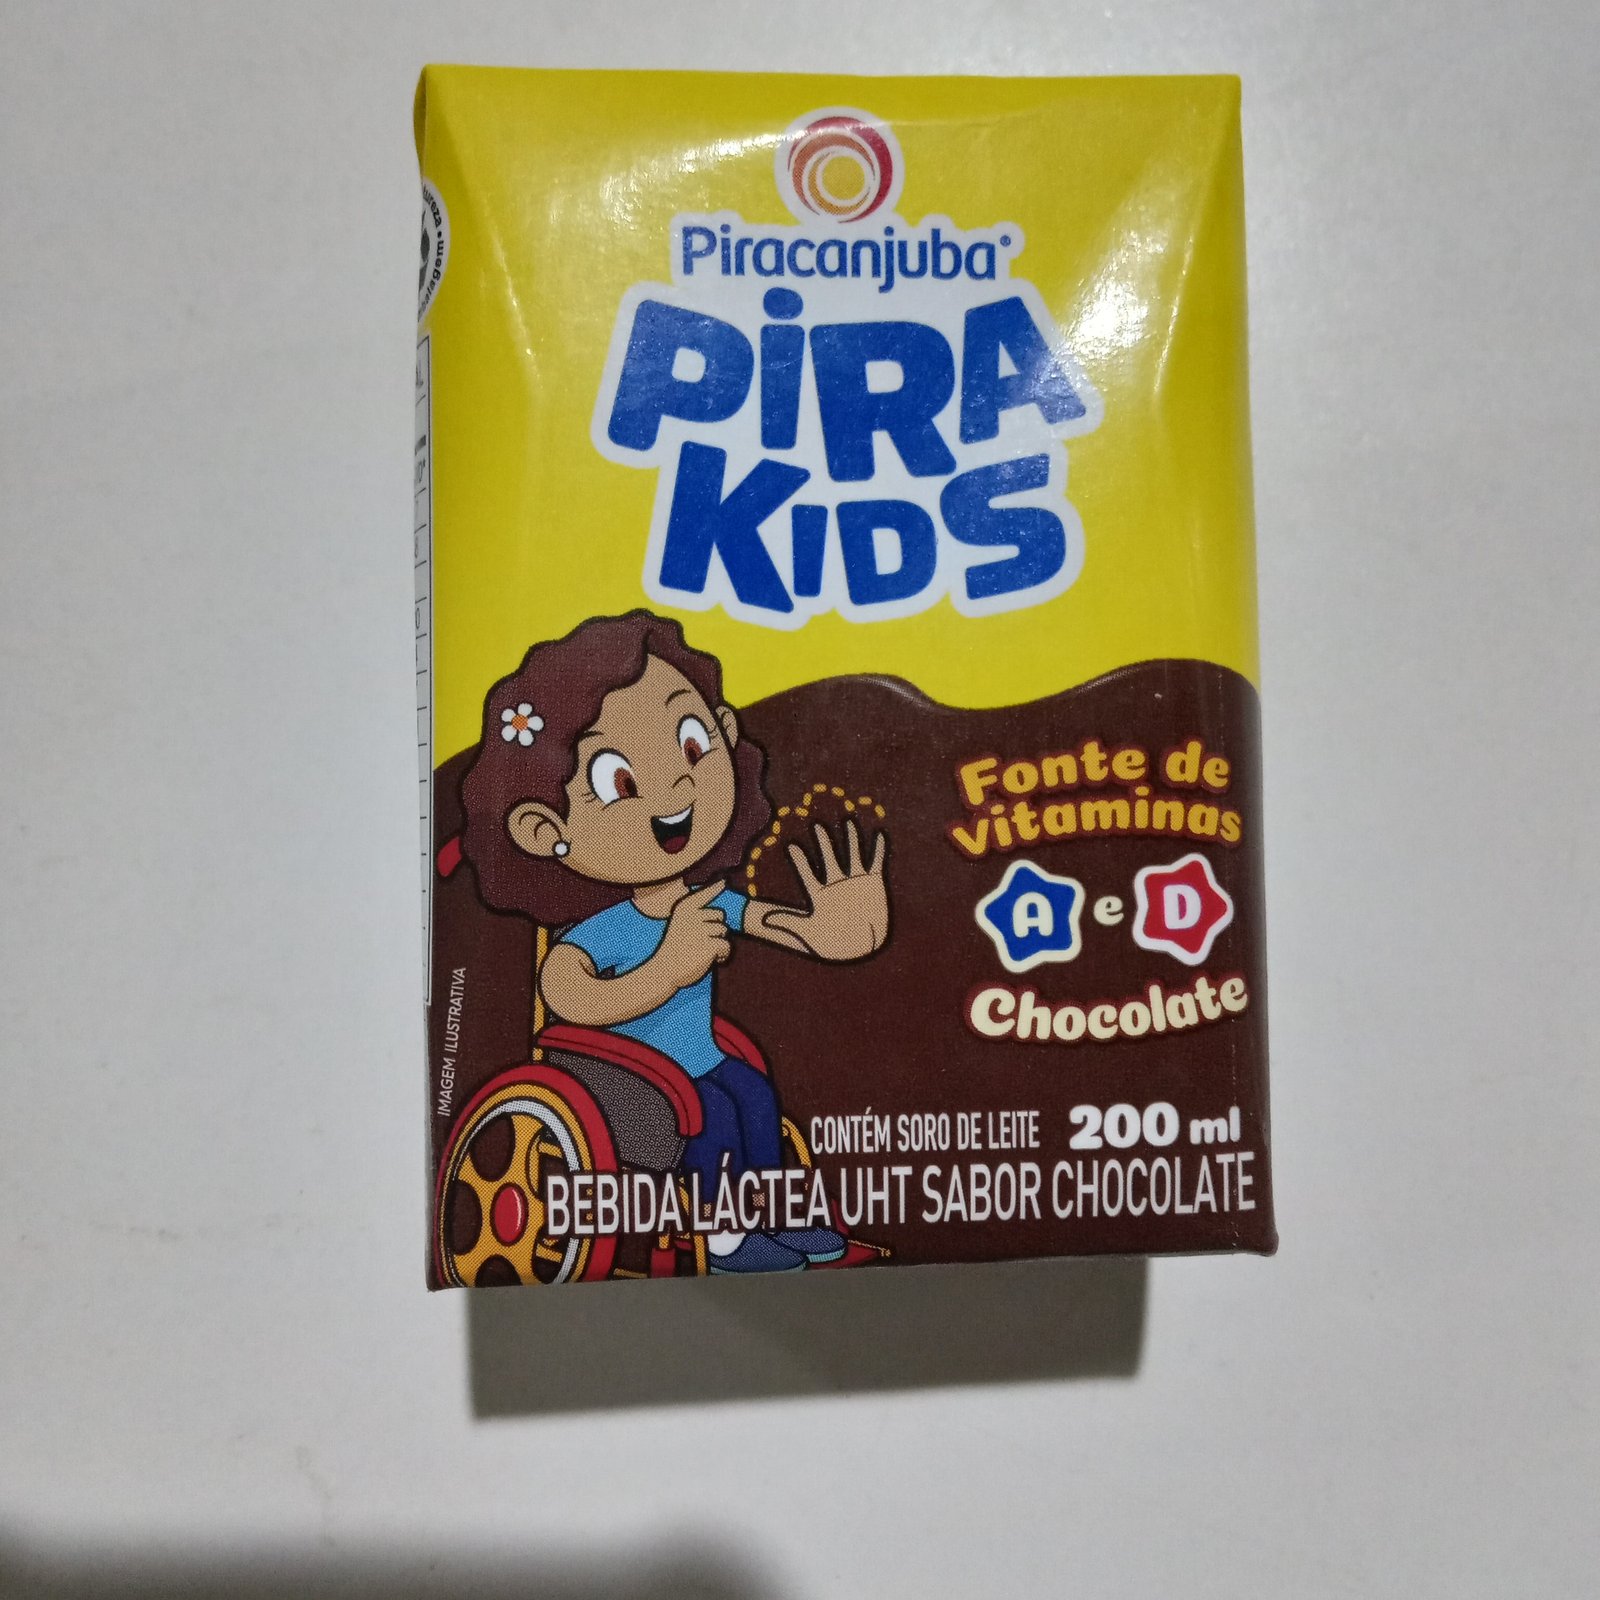 Piracanjuba®
PiRA
KiDS
Fonte de
vitaminas
A e D
Chocolate
IMAGEM ILUSTRATIVA
CONTÉM SORO DE LEITE 200 ml
BEBIDA LÁCTEA UHT SABOR CHOCOLATE